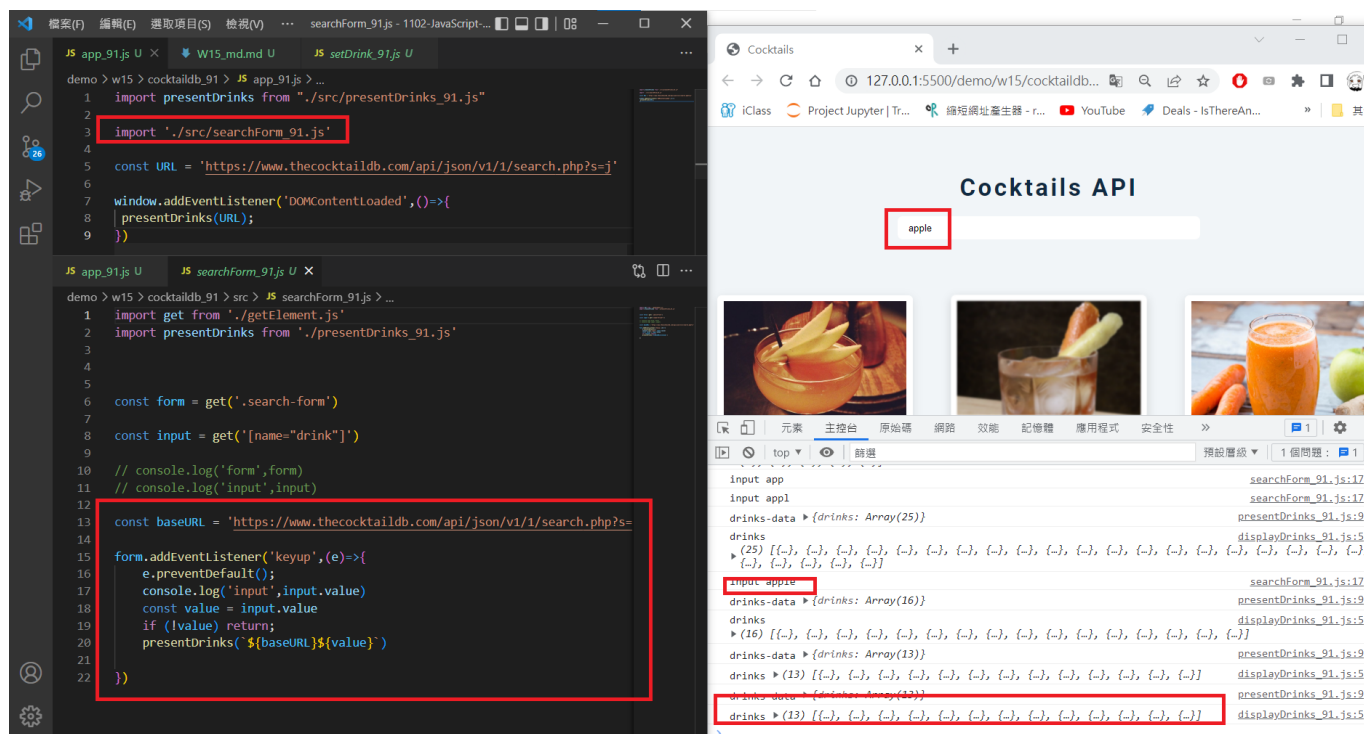 檔案(F) 編輯(E) 選取項目(S) 檢視(V) ··· searchForm_91.js - 1102-JavaScript-...
JS app_91.js U W15_md.md U JS setDrink_91.js U
demo > w15 > cocktaildb_91 > JS app_91.js > ...
1 import presentDrinks from "./src/presentDrinks_91.js"
2
3 import './src/searchForm_91.js'
4
5 const URL = 'https://www.thecocktaildb.com/api/json/v1/1/search.php?s=j'
6
7 window.addEventListener('DOMContentLoaded',()=>{
8 presentDrinks(URL);
9 })
26
JS app_91.js U JS searchForm_91.js U
demo > w15 > cocktaildb_91 > src > JS searchForm_91.js > ...
1 import get from './getElement.js'
2 import presentDrinks from './presentDrinks_91.js'
3
4
5
6 const form = get('.search-form')
7
8 const input = get('[name="drink"]')
9
10 // console.log('form',form)
11 // console.log('input',input)
12
13 const baseURL = 'https://www.thecocktaildb.com/api/json/v1/1/search.php?s=
14
15 form.addEventListener('keyup',(e)=>{
16 e.preventDefault();
17 console.log('input',input.value)
18 const value = input.value
19 if (!value) return;
20 presentDrinks(`${baseURL}${value}`)
21
22 })
Cocktails
127.0.0.1:5500/demo/w15/cocktaildb...
iClass Project Jupyter | Tr... 縮短網址產生器 - r... YouTube Deals - IsThereAn... » 其
Cocktails API
apple
元素 主控台 原始碼 網路 效能 記憶體 應用程式 安全性 » 1
top ▼ 篩選 預設層級 ▼ 1 個問題： 1
input app searchForm_91.js:17
input appl searchForm_91.js:17
drinks-data ▶ {drinks: Array(25)} presentDrinks_91.js:9
drinks displayDrinks_91.js:5
▶ (25) [{…}, {…}, {…}, {…}, {…}, {…}, {…}, {…}, {…}, {…}, {…}, {…}, {…}, {…}, {…}, {…}, {…}, {…}, {…}, {…}
{…}, {…}, {…}, {…}, {…}]
input apple searchForm_91.js:17
drinks-data ▶ {drinks: Array(16)} presentDrinks_91.js:9
drinks displayDrinks_91.js:5
▶ (16) [{…}, {…}, {…}, {…}, {…}, {…}, {…}, {…}, {…}, {…}, {…}, {…}, {…}, {…}, {…}, {…}]
drinks-data ▶ {drinks: Array(13)} presentDrinks_91.js:9
drinks ▶ (13) [{…}, {…}, {…}, {…}, {…}, {…}, {…}, {…}, {…}, {…}, {…}, {…}, {…}] displayDrinks_91.js:5
drinks-data ▶ {drinks: Array(13)} presentDrinks_91.js:9
drinks ▶ (13) [{…}, {…}, {…}, {…}, {…}, {…}, {…}, {…}, {…}, {…}, {…}, {…}, {…}] displayDrinks_91.js:5